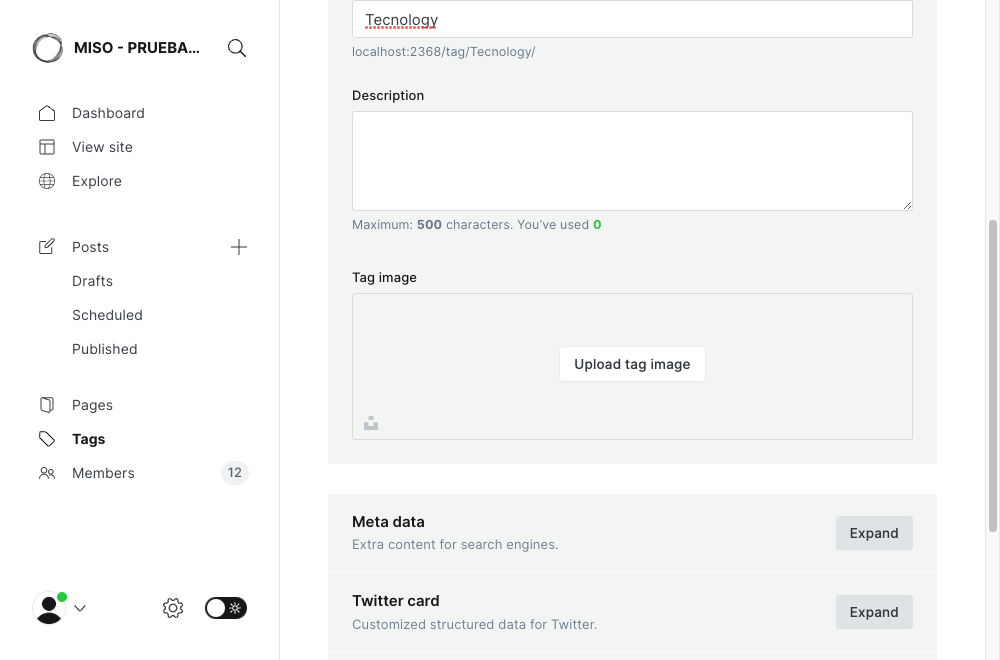 MISO - PRUEBA...
Dashboard
View site
Explore
Posts
Drafts
Scheduled
Published
Pages
Tags
Members
12
Tecnology
localhost:2368/tag/Tecnology/
Description
Maximum: 500 characters. You’ve used 0
Tag image
Upload tag image
Meta data
Extra content for search engines.
Expand
Twitter card
Customized structured data for Twitter.
Expand